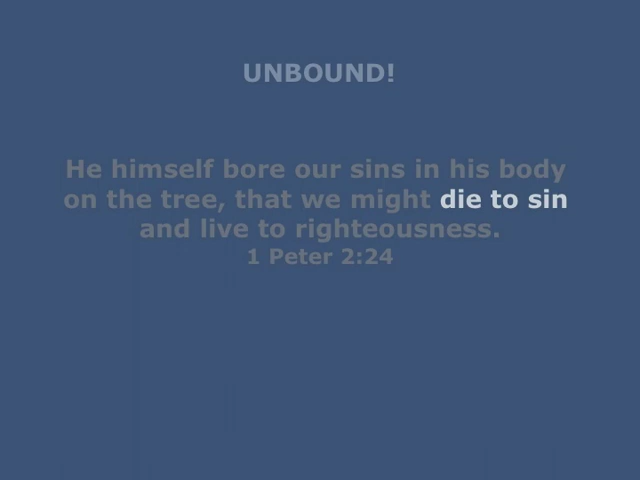 UNBOUND!
He himself bore our sins in his body
on the tree, that we might die to sin
and live to righteousness.
1 Peter 2:24